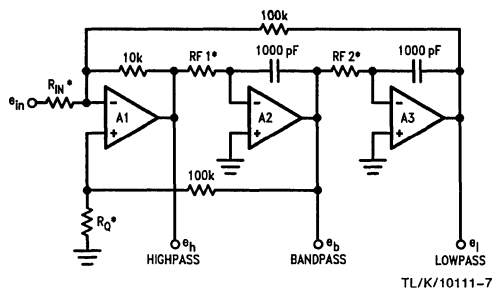 100k
10k
RF 1*
1000 pF
RF 2*
1000 pF
RIN*
ein
−
A1
+
−
A2
+
−
A3
+
100k
RQ*
eh
HIGHPASS
eb
BANDPASS
el
LOWPASS
TL/K/10111-7